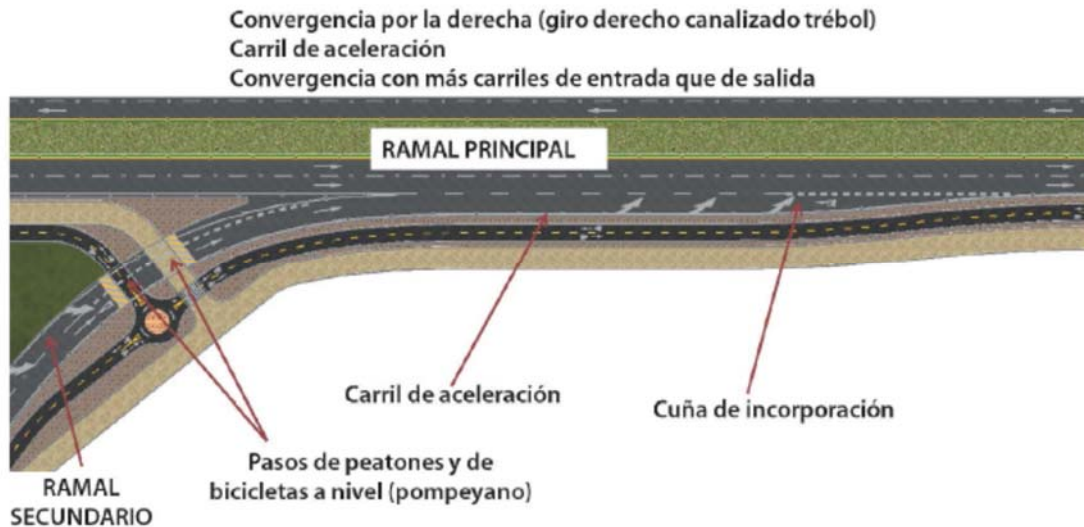 Convergencia por la derecha (giro derecho canalizado trébol)
Carril de aceleración
Convergencia con más carriles de entrada que de salida
RAMAL PRINCIPAL
Carril de aceleración
Cuña de incorporación
Pasos de peatones y de
bicicletas a nivel (pompeyano)
RAMAL
SECUNDARIO